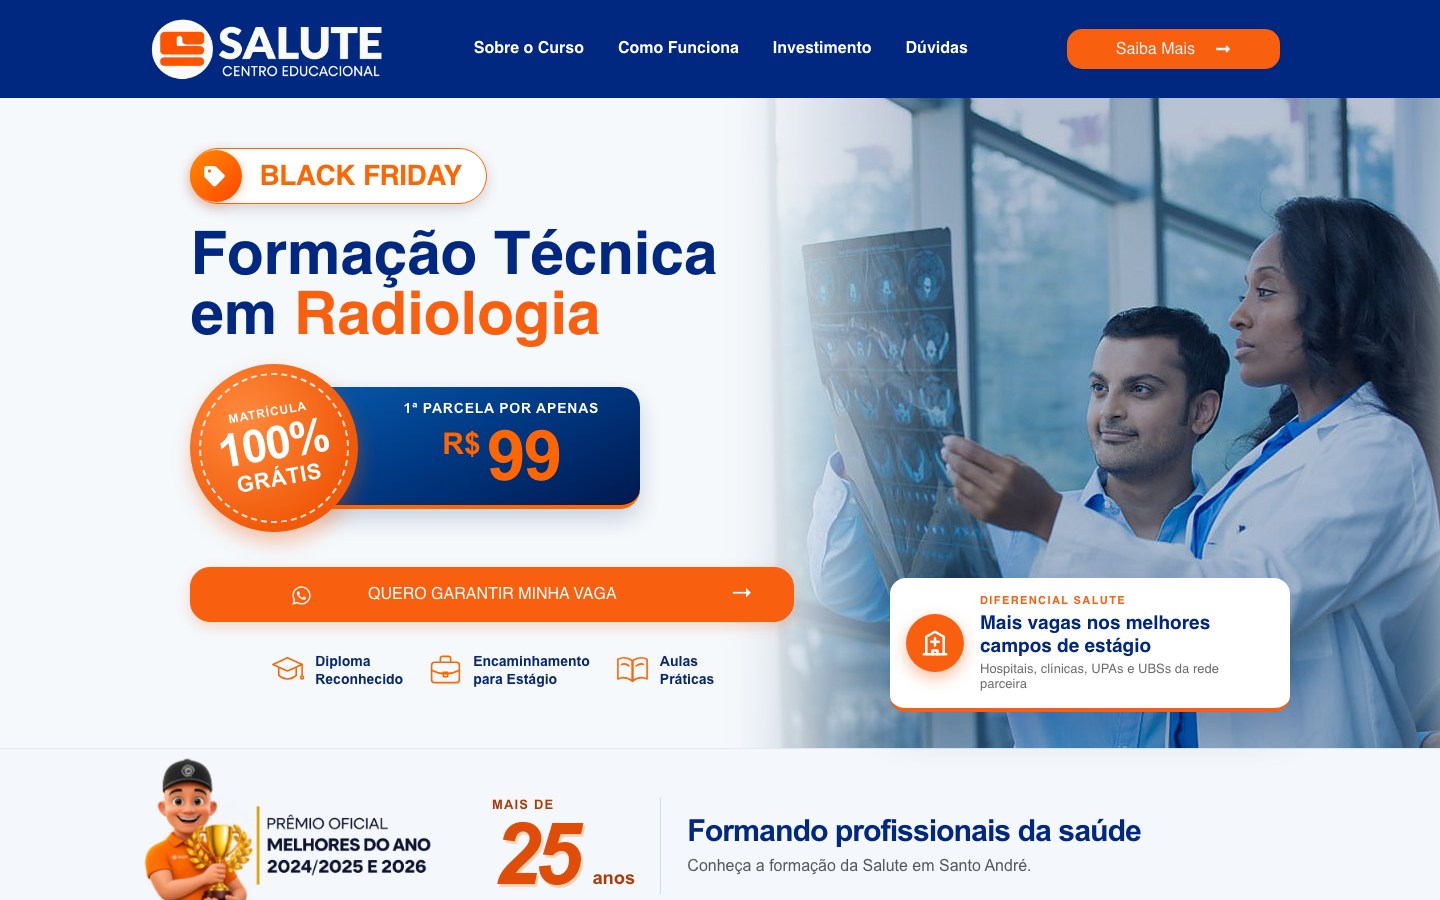 SALUTE
CENTRO EDUCACIONAL
Sobre o Curso
Como Funciona
Investimento
Dúvidas
Saiba Mais
BLACK FRIDAY
Formação Técnica
em Radiologia
MATRÍCULA
100%
GRÁTIS
1ª PARCELA POR APENAS
R$ 99
QUERO GARANTIR MINHA VAGA
Diploma
Reconhecido
Encaminhamento
para Estágio
Aulas
Práticas
DIFERENCIAL SALUTE
Mais vagas nos melhores
campos de estágio
Hospitais, clínicas, UPAs e UBSs da rede
parceira
PRÊMIO OFICIAL
MELHORES DO ANO
2024/2025 E 2026
MAIS DE
25 anos
Formando profissionais da saúde
Conheça a formação da Salute em Santo André.